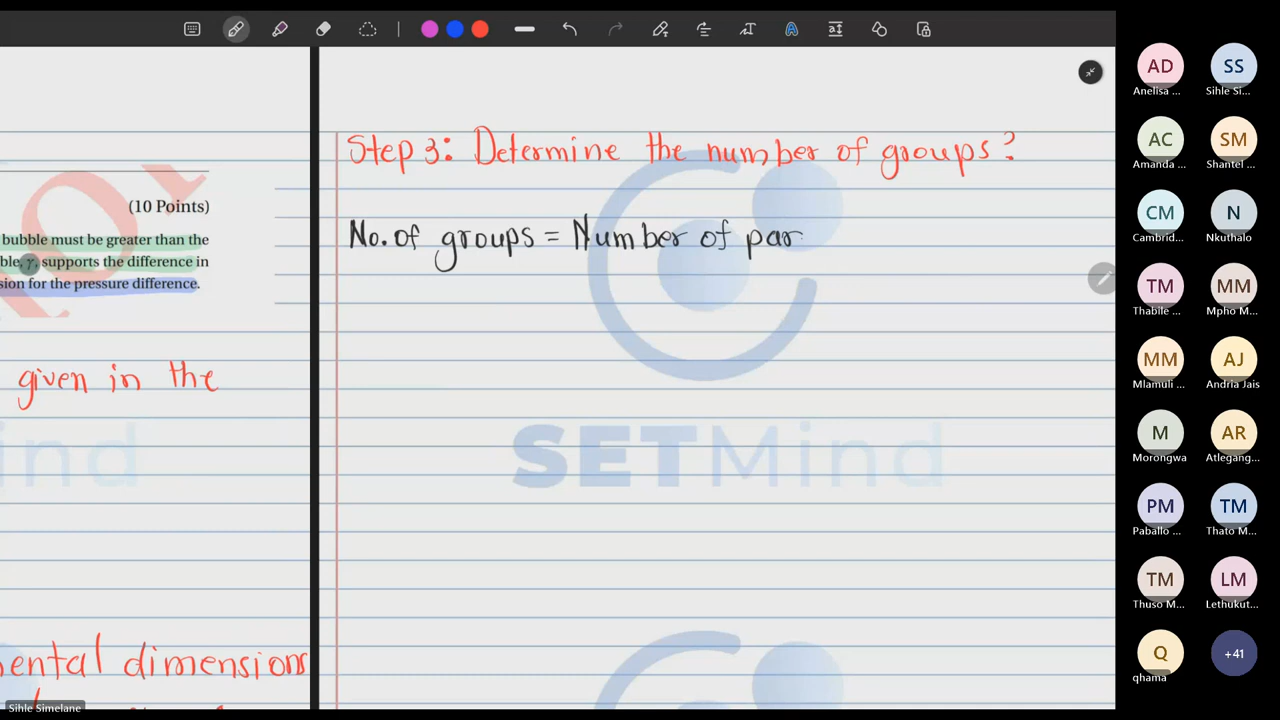 (10 Points)
bubble must be greater than the
ble, γ, supports the difference in
sion for the pressure difference.
given in the
ind
ental dimensions
Sihle Simelane
Step 3: Determine the number of groups?
No. of groups = Number of par
SETMind
AD
SS
Anelisa ...
Sihle Si...
AC
SM
Amanda ...
Shantel ...
CM
N
Cambrid...
Nkuthalo
TM
MM
Thabile ...
Mpho M...
MM
AJ
Mlamuli ...
Andria Jais
M
AR
Morongwa
Atlegang...
PM
TM
Paballo ...
Thato M...
TM
LM
Thuso M...
Lethukut...
Q
+41
qhama